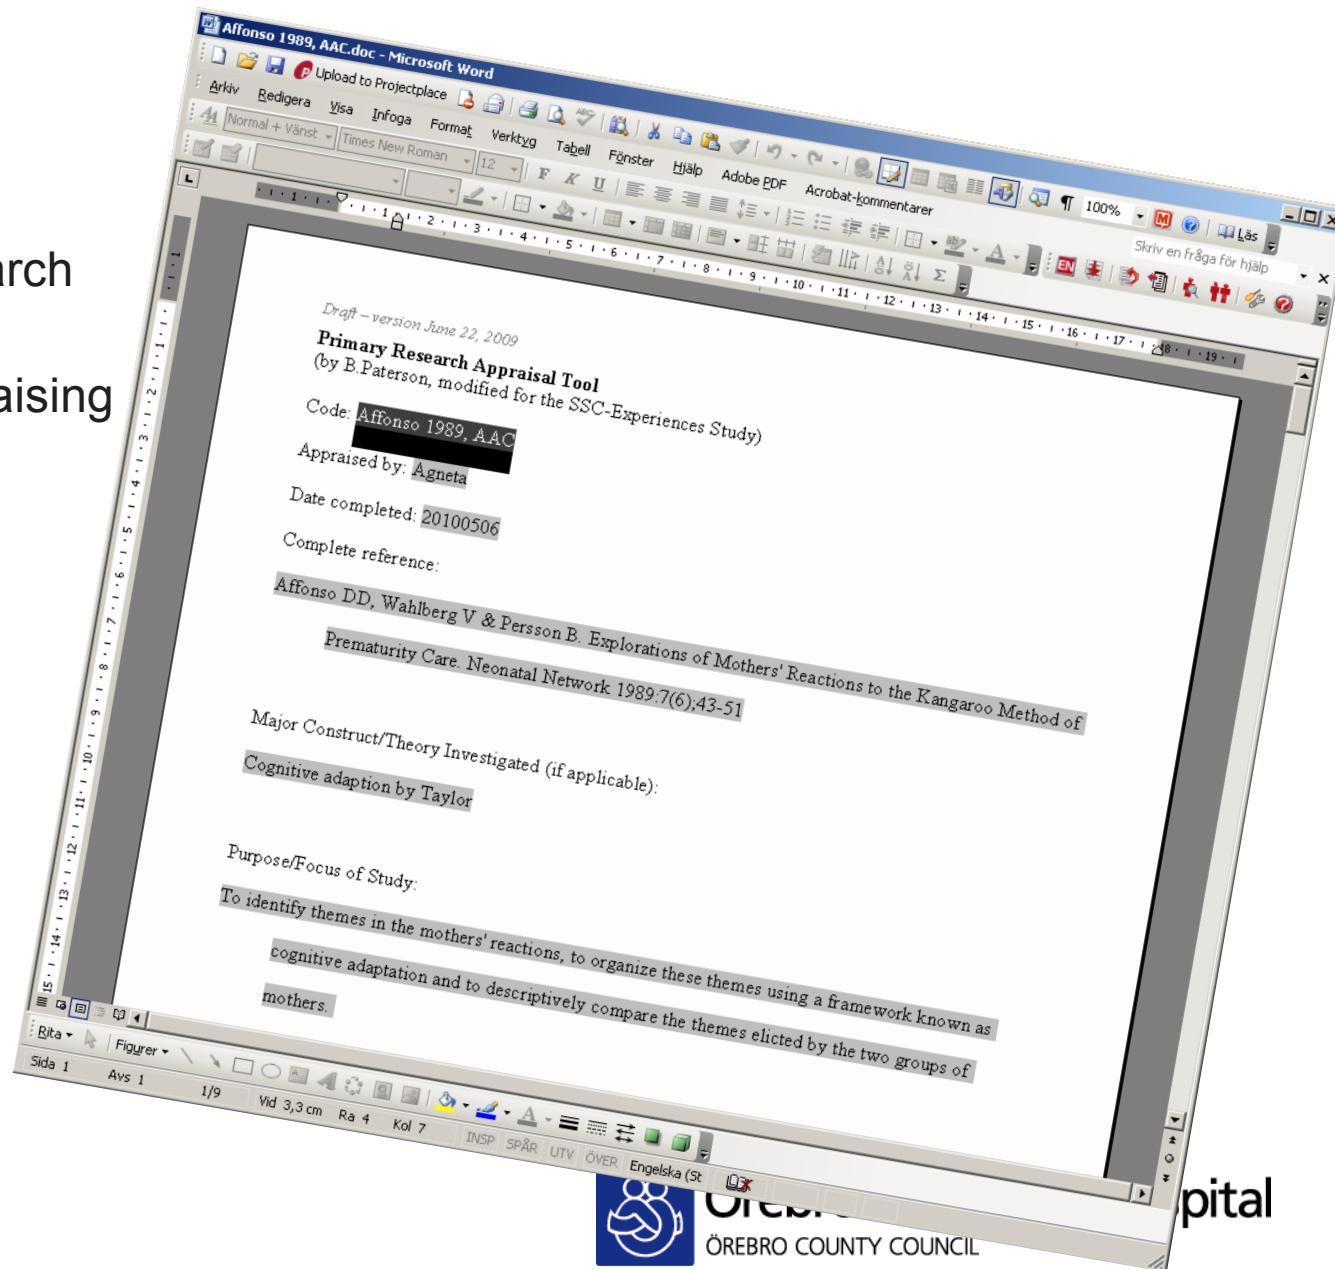 arch
aising
Affonso 1989, AAC.doc - Microsoft Word
Upload to Projectplace
Arkiv Redigera Visa Infoga Format Verktyg Tabell Fönster Hjälp Adobe PDF Acrobat-kommentarer
100% Läs
Skriv en fråga för hjälp
Normal + Vänst Times New Roman 12 F K U
EN
Draft – version June 22, 2009
Primary Research Appraisal Tool
(by B.Paterson, modified for the SSC-Experiences Study)
Code: Affonso 1989, AAC
Appraised by: Agneta
Date completed: 20100506
Complete reference:
Affonso DD, Wahlberg V & Persson B. Explorations of Mothers' Reactions to the Kangaroo Method of
Prematurity Care. Neonatal Network 1989:7(6);43-51
Major Construct/Theory Investigated (if applicable):
Cognitive adaption by Taylor
Purpose/Focus of Study:
To identify themes in the mothers' reactions, to organize these themes using a framework known as
cognitive adaptation and to descriptively compare the themes elicted by the two groups of
mothers.
Rita Figurer
Sida 1 Avs 1 1/9 Vid 3,3 cm Ra 4 Kol 7 INSP SPÅR UTV ÖVER Engelska (St
pital
ÖREBRO COUNTY COUNCIL